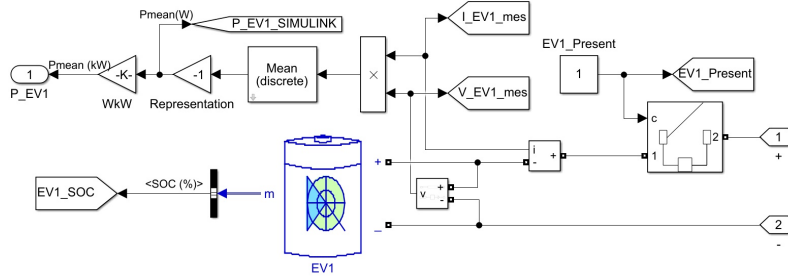 Pmean(W)
P_EV1_SIMULINK
I_EV1_mes
EV1_Present
Pmean (kW)
1
P_EV1
-K-
WkW
-1
Representation
Mean
(discrete)
×
V_EV1_mes
1
EV1_Present
c
1
2
1
+
i
+
-
+
v
+
-
EV1_SOC
<SOC (%)>
m
_
2
-
EV1